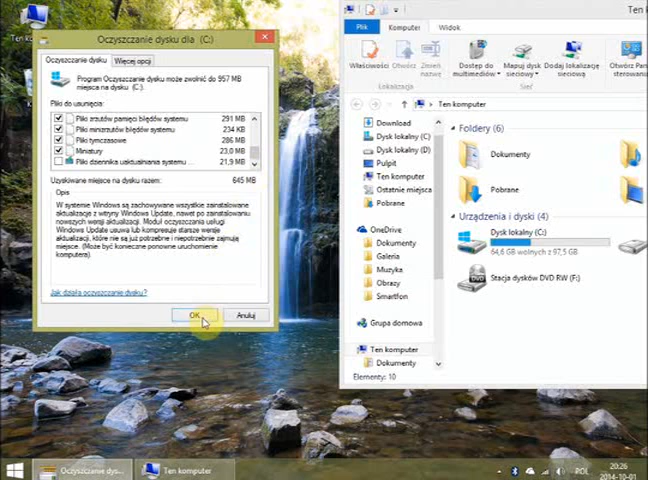 Oczyszczanie dysku dla (C:)
Oczyszczanie dysku
Więcej opcji
Program Oczyszczanie dysku może zwolnić do 957 MB
miejsca na dysku (C:).
Pliki do usunięcia:
Pliki zrzutów pamięci błędów systemu 291 MB
Pliki minizrzutów błędów systemu 234 KB
Pliki tymczasowe 286 MB
Miniatury 23,0 MB
Pliki dziennika uaktualniania systemu ... 21,9 MB
Uzyskiwane miejsce na dysku razem: 645 MB
Opis
W systemie Windows są zachowywane wszystkie zainstalowane
aktualizacje z witryny Windows Update, nawet po zainstalowaniu
nowszych wersji aktualizacji. Moduł oczyszczania usługi
Windows Update usuwa lub kompresuje starsze wersje
aktualizacji, które nie są już potrzebne i niepotrzebnie zajmują
miejsce. (Może być konieczne ponowne uruchomienie
komputera).
Jak działa oczyszczanie dysku?
OK
Anuluj
Plik
Komputer
Widok
Właściwości
Otwórz
Zmień
nazwę
Dostęp do
multimediów
Mapuj dysk
sieciowy
Dodaj lokalizację
sieciową
Otwórz Pan
sterowania
Lokalizacja
Sieć
Ten komputer
Download
Dysk lokalny (C:)
Dysk lokalny (D:)
Pulpit
Ten komputer
Ostatnie miejsca
Pobrane
OneDrive
Dokumenty
Galeria
Muzyka
Obrazy
Smartfon
Grupa domowa
Ten komputer
Dokumenty
Foldery (6)
Dokumenty
Pobrane
Urządzenia i dyski (4)
Dysk lokalny (C:)
64,6 GB wolnych z 97,5 GB
Stacja dysków DVD RW (F:)
Elementy: 10
Oczyszczanie dys...
Ten komputer
POL
20:26
2014-10-01